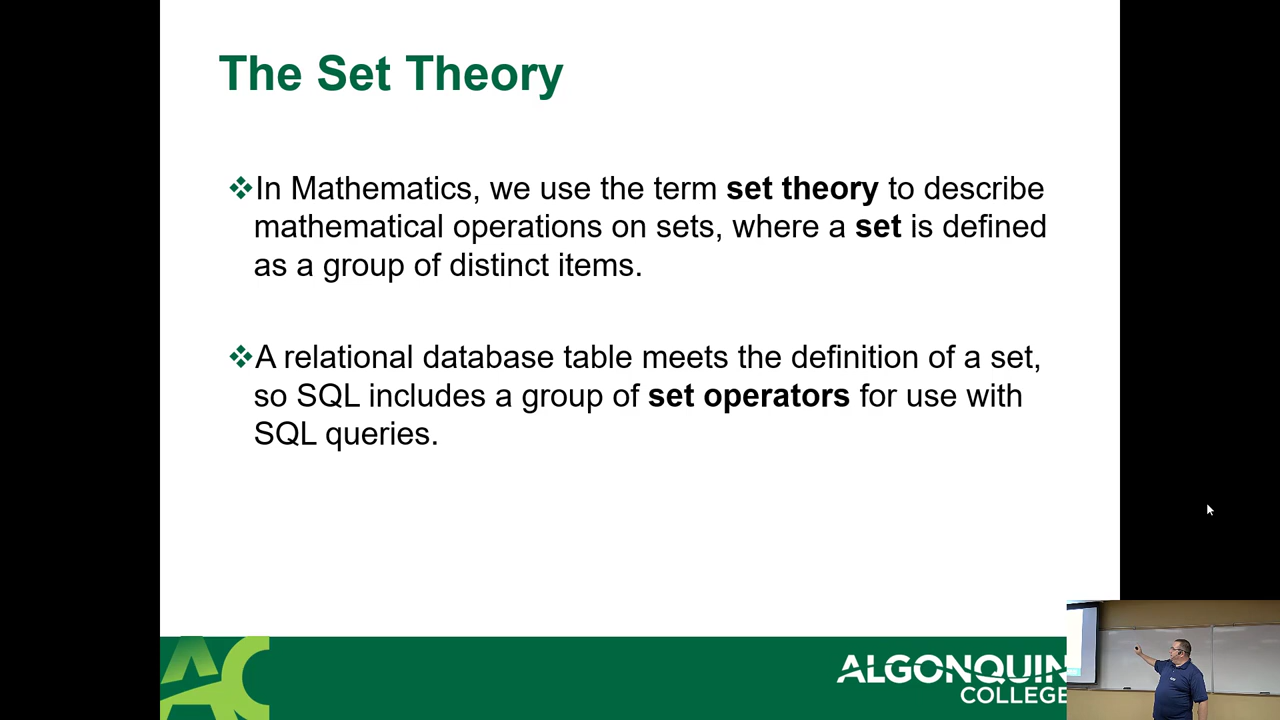 The Set Theory
❖In Mathematics, we use the term set theory to describe
mathematical operations on sets, where a set is defined
as a group of distinct items.
❖A relational database table meets the definition of a set,
so SQL includes a group of set operators for use with
SQL queries.
AC
ALGONQUIN
COLLEGE